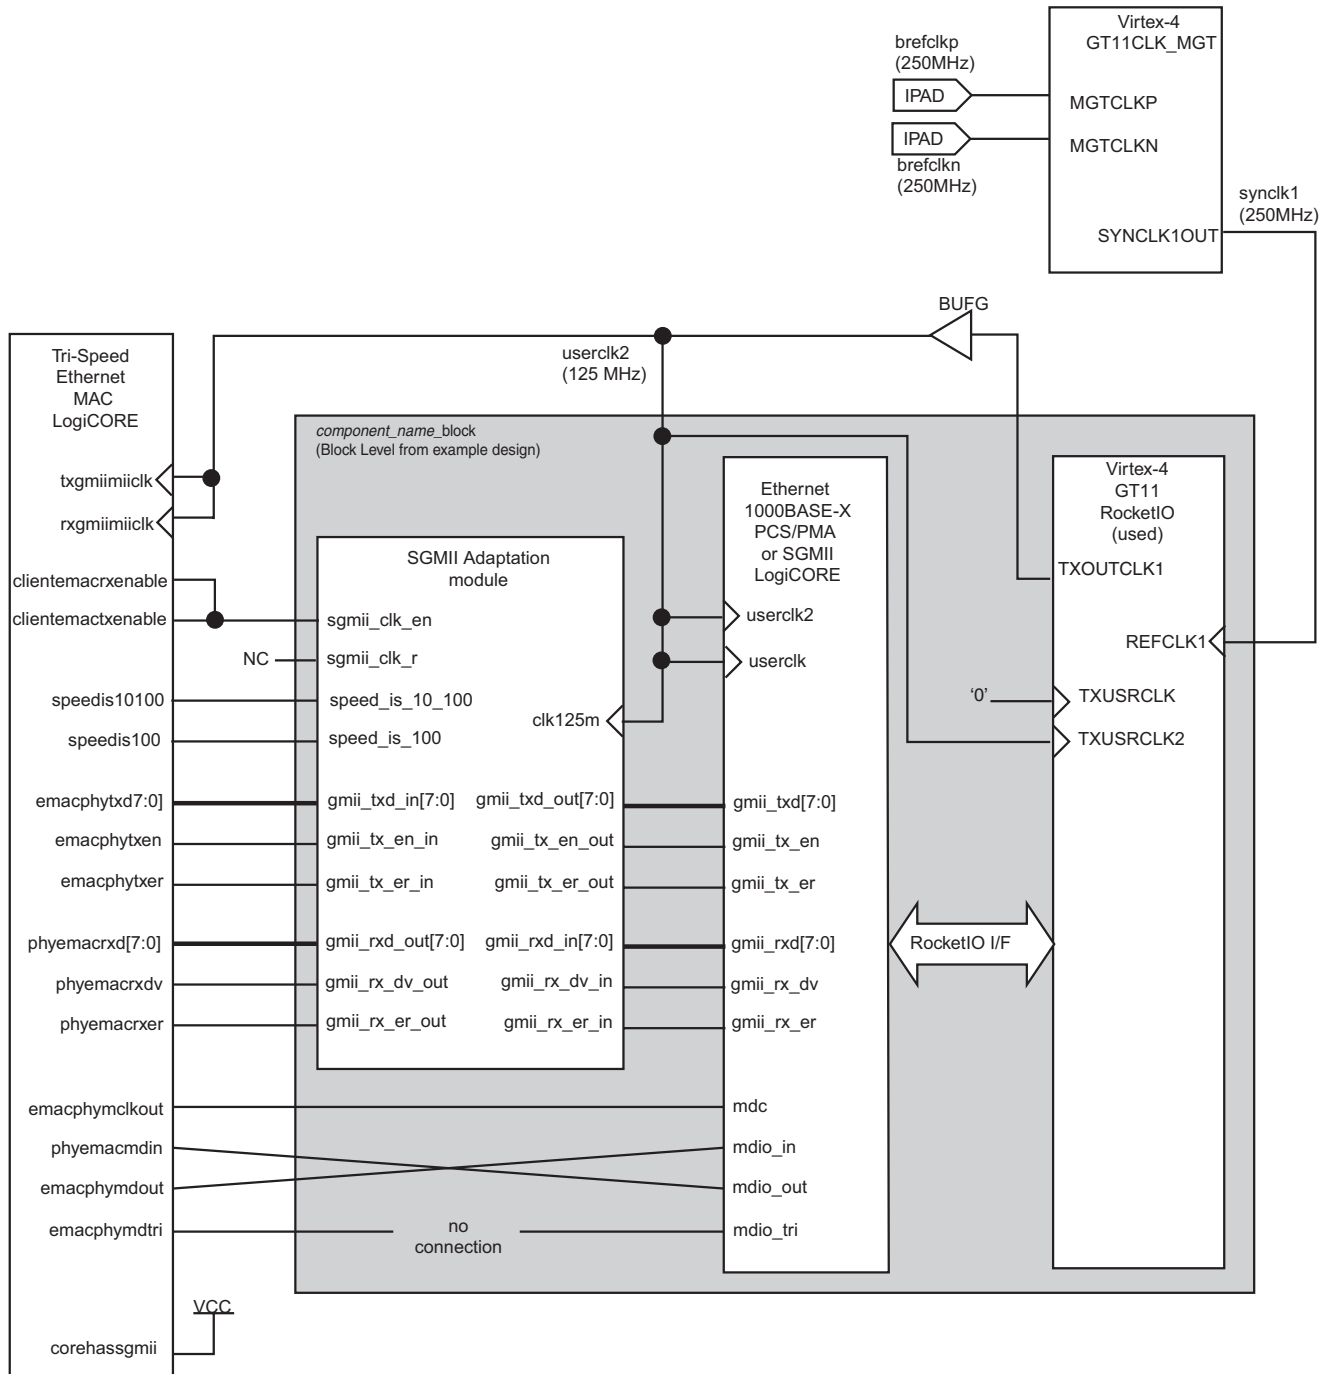 Virtex-4
GT11CLK_MGT
brefclkp
(250MHz)
IPAD
MGTCLKP
IPAD
MGTCLKN
brefclkn
(250MHz)
synclk1
(250MHz)
SYNCLK1OUT
BUFG
userclk2
(125 MHz)
Tri-Speed
Ethernet
MAC
LogiCORE
txgmiimiiclk
rxgmiimiiclk
clientemacrxenable
clientemactxenable
speedis10100
speedis100
emacphytxd7:0]
emacphytxen
emacphytxer
phyemacrxd[7:0]
phyemacrxdv
phyemacrxer
emacphymclkout
phyemacmdin
emacphymdout
emacphymdtri
VCC
corehassgmii
component_name_block
(Block Level from example design)
SGMII Adaptation
module
sgmii_clk_en
NC
sgmii_clk_r
speed_is_10_100
clk125m
speed_is_100
gmii_txd_in[7:0]
gmii_txd_out[7:0]
gmii_tx_en_in
gmii_tx_en_out
gmii_tx_er_in
gmii_tx_er_out
gmii_rxd_out[7:0]
gmii_rxd_in[7:0]
gmii_rx_dv_out
gmii_rx_dv_in
gmii_rx_er_out
gmii_rx_er_in
no
connection
Ethernet
1000BASE-X
PCS/PMA
or SGMII
LogiCORE
userclk2
userclk
gmii_txd[7:0]
gmii_tx_en
gmii_tx_er
gmii_rxd[7:0]
gmii_rx_dv
gmii_rx_er
mdc
mdio_in
mdio_out
mdio_tri
RocketIO I/F
Virtex-4
GT11
RocketIO
(used)
TXOUTCLK1
REFCLK1
‘0’
TXUSRCLK
TXUSRCLK2